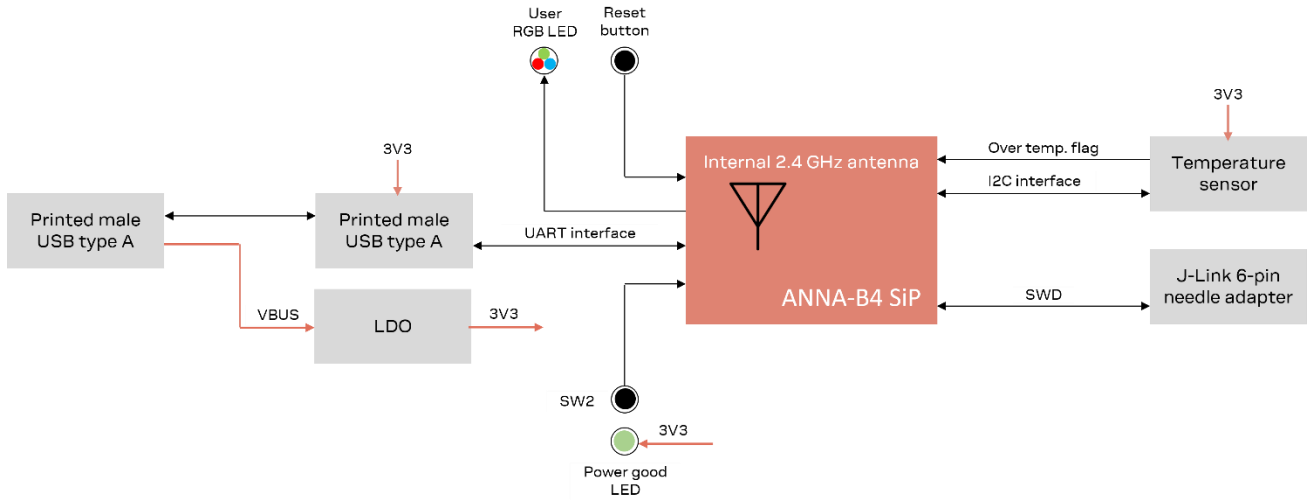 User
RGB LED
Reset
button
3V3
Printed male
USB type A
Printed male
USB type A
UART interface
VBUS
LDO
3V3
Internal 2.4 GHz antenna
ANNA-B4 SiP
Over temp. flag
I2C interface
3V3
Temperature
sensor
SWD
J-Link 6-pin
needle adapter
SW2
3V3
Power good
LED